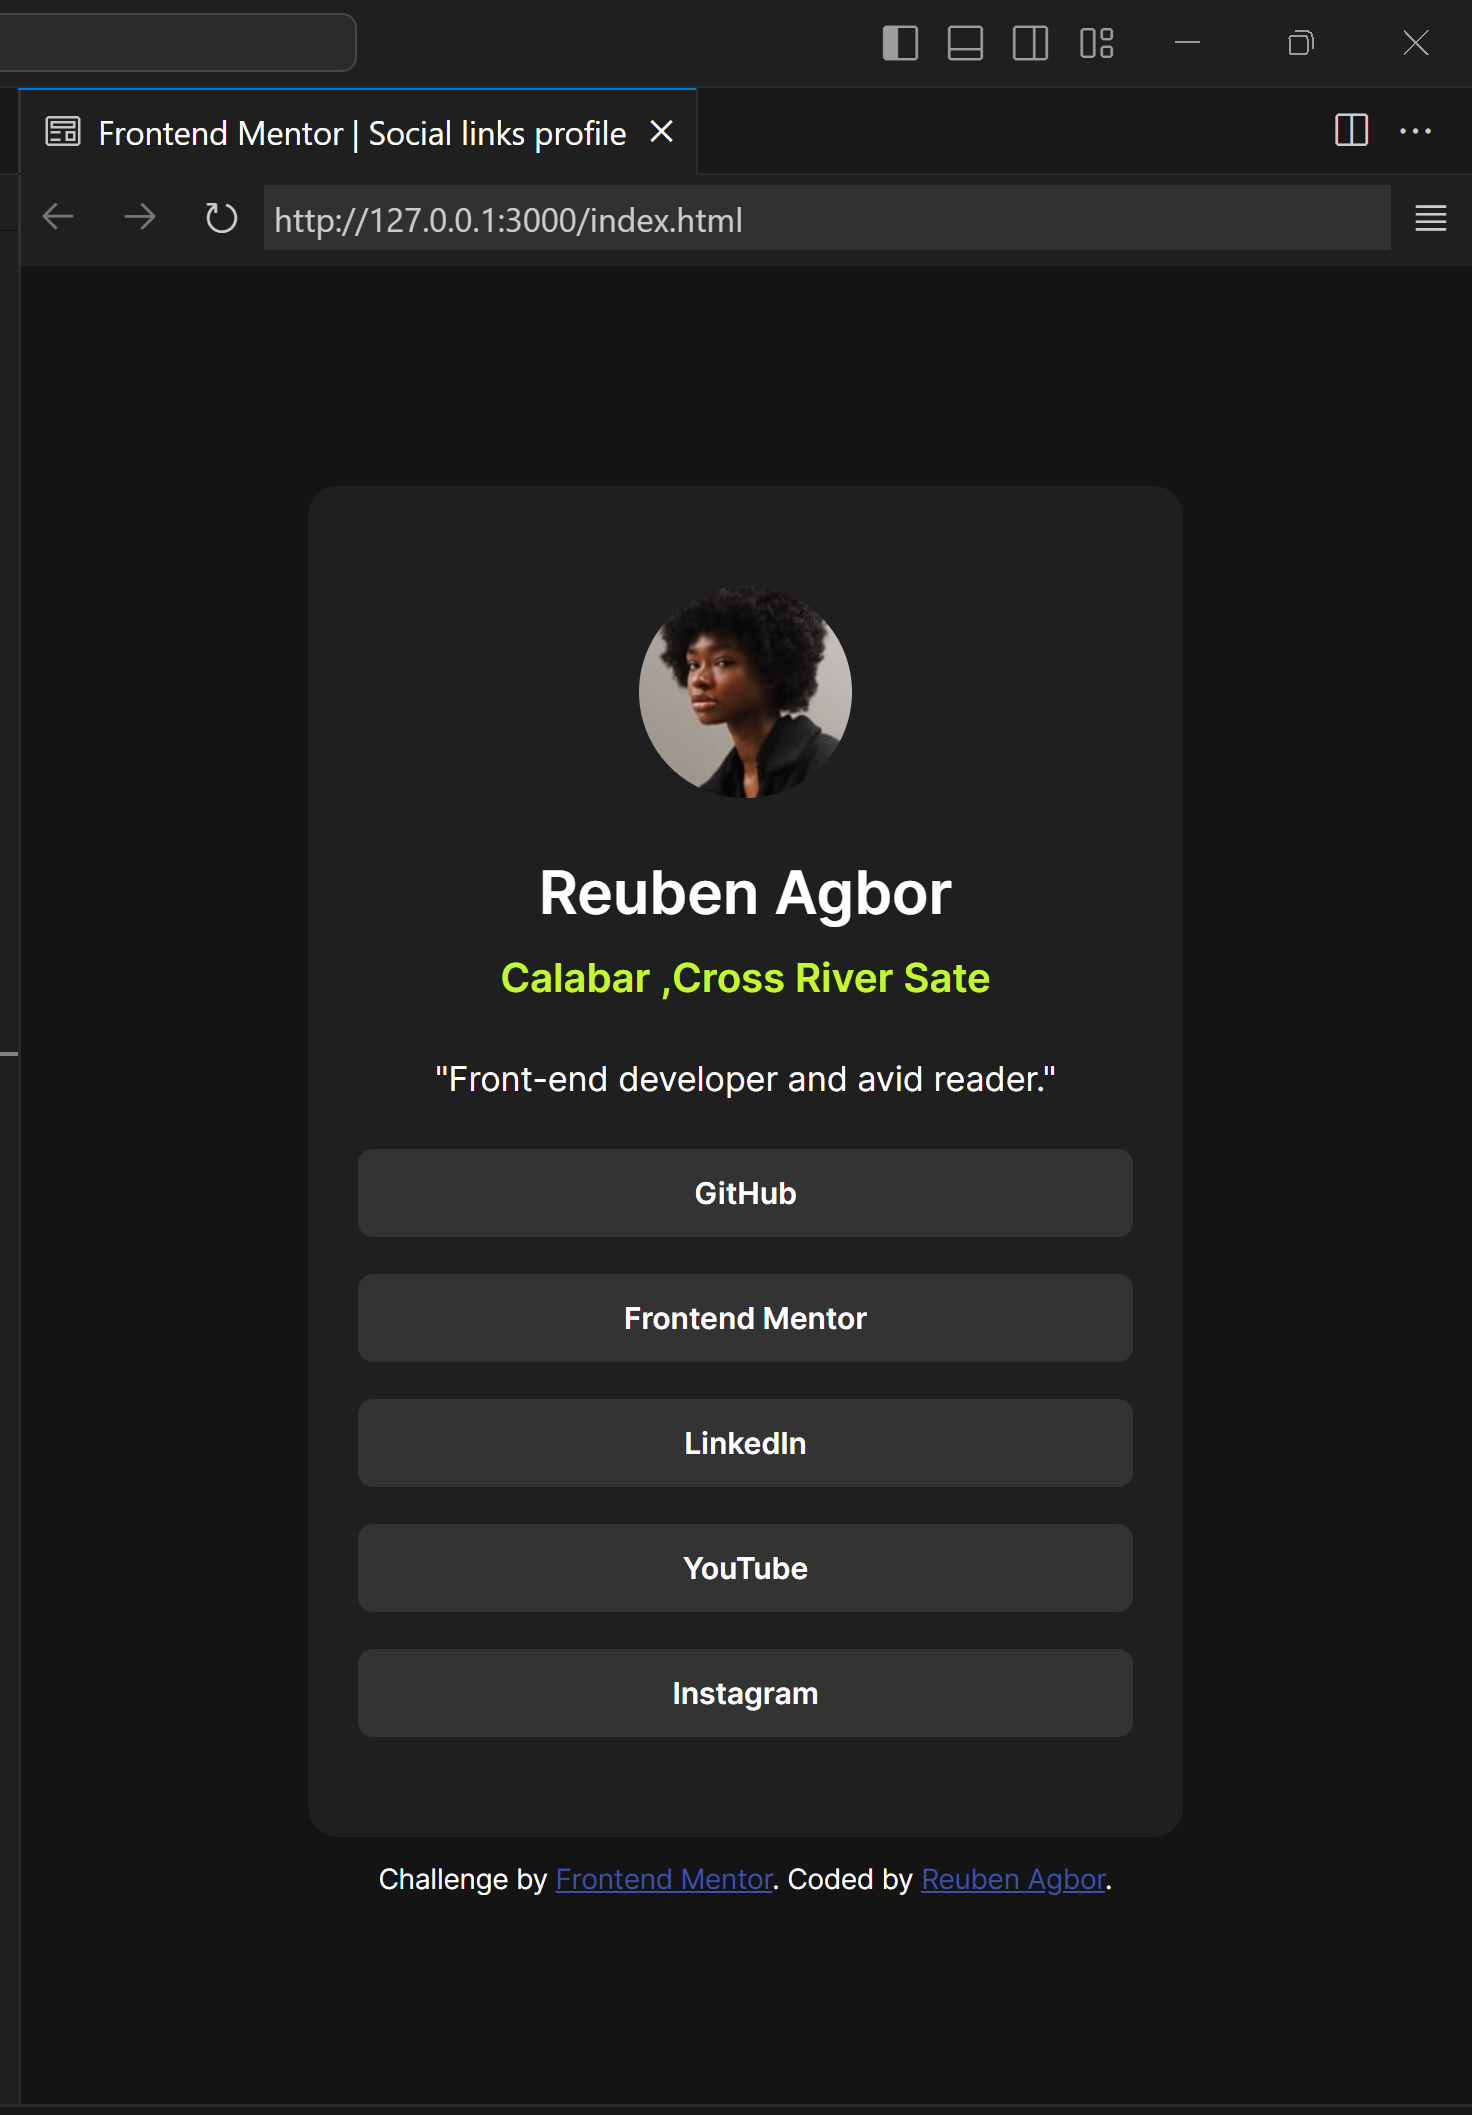 Frontend Mentor | Social links profile
http://127.0.0.1:3000/index.html
Reuben Agbor
Calabar ,Cross River Sate
"Front-end developer and avid reader."
GitHub
Frontend Mentor
LinkedIn
YouTube
Instagram
Challenge by Frontend Mentor. Coded by Reuben Agbor.